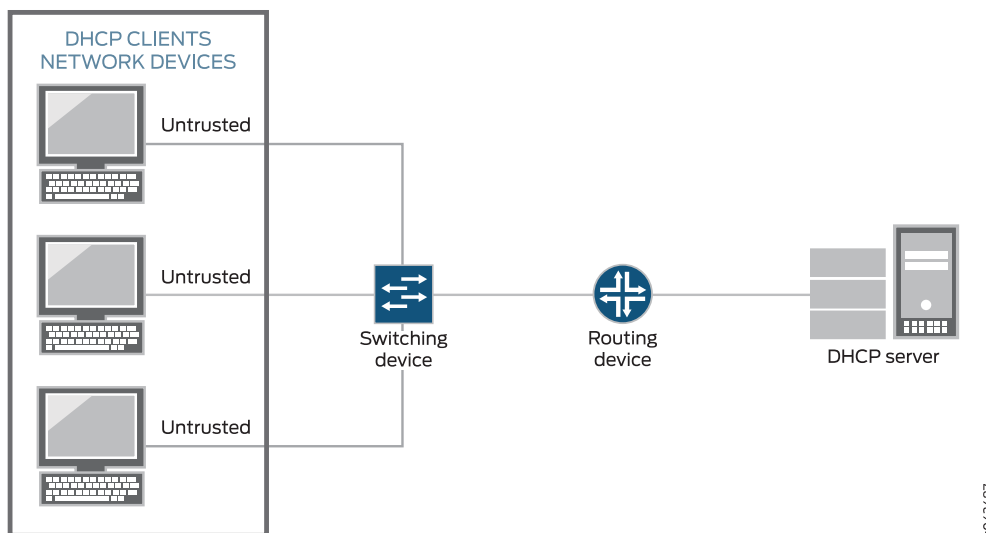 DHCP CLIENTS
NETWORK DEVICES
Untrusted
Untrusted
Untrusted
Switching
device
Routing
device
DHCP server